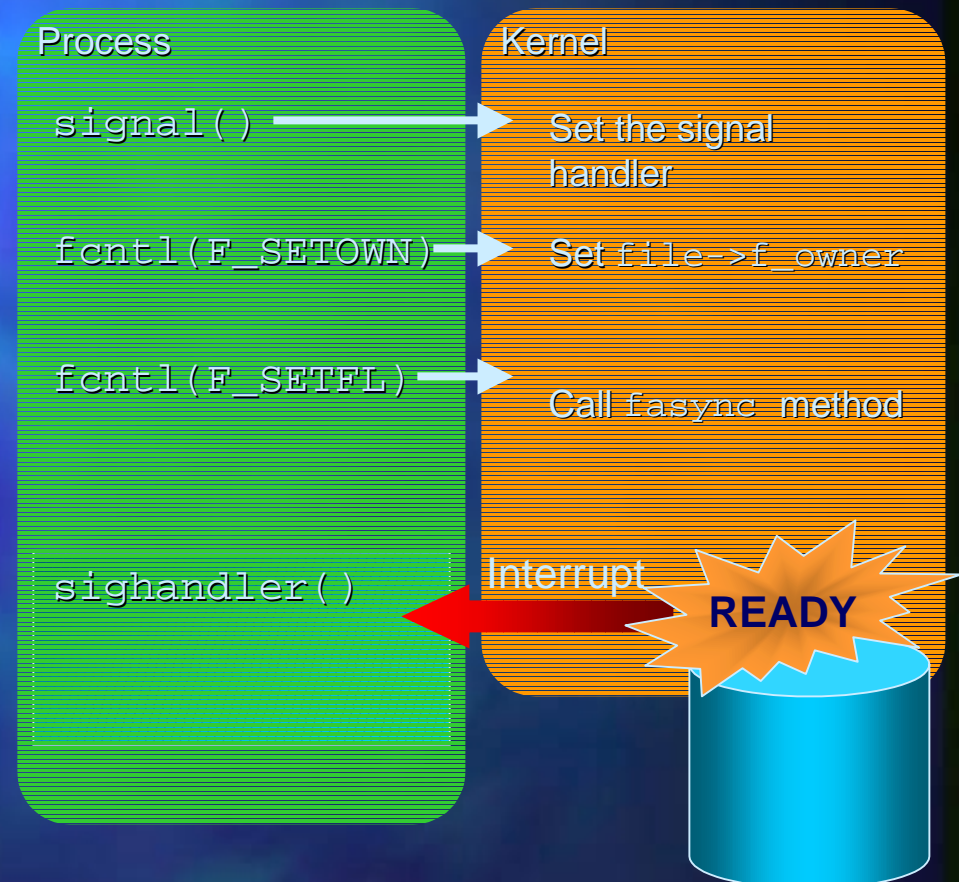 Process
Kernel
signal()
Set the signal
handler
fcntl(F_SETOWN)
Set file->f_owner
fcntl(F_SETFL)
Call fasync method
sighandler()
Interrupt
READY